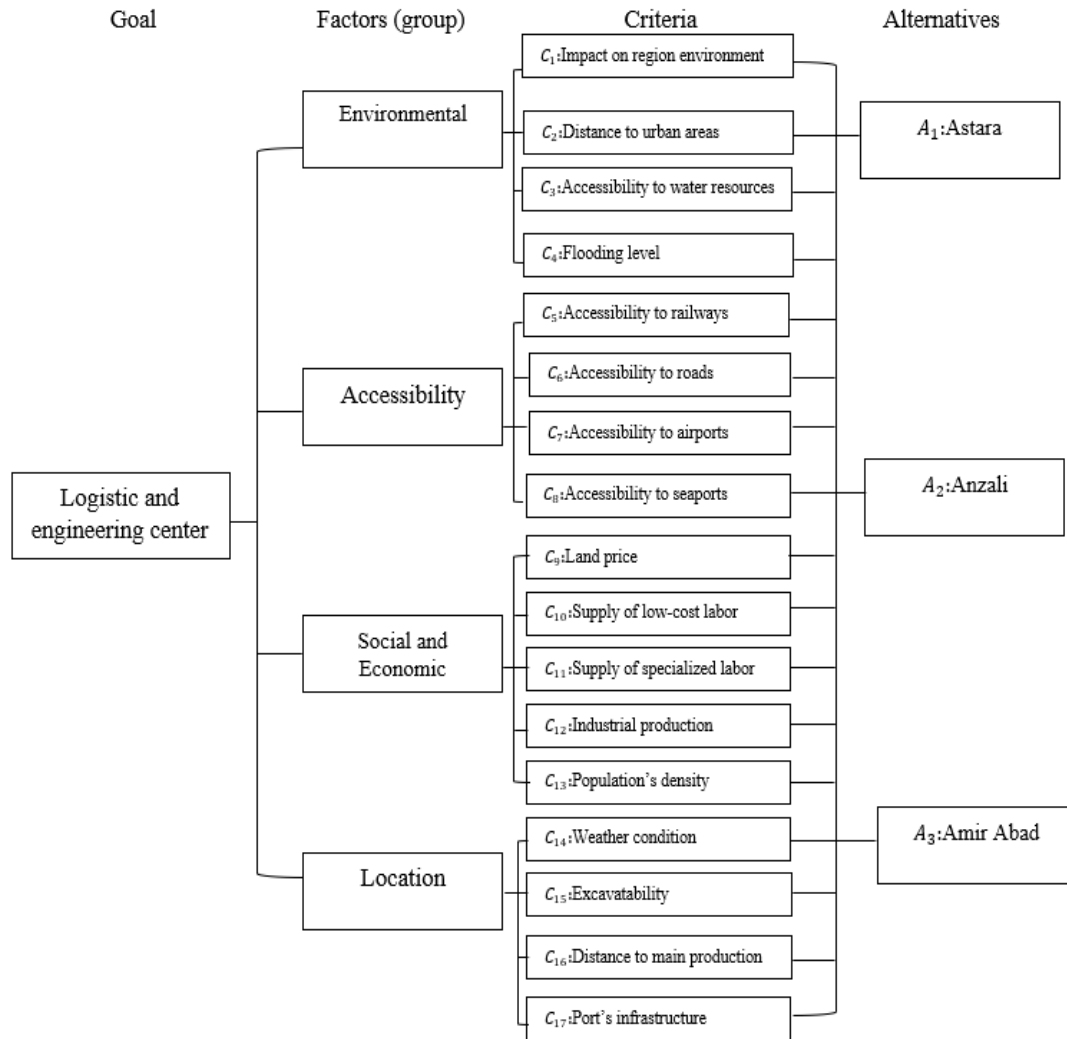 Goal
Factors (group)
Criteria
Alternatives
Logistic and
engineering center
Environmental
Accessibility
Social and
Economic
Location
C₁:Impact on region environment
C₂:Distance to urban areas
C₃:Accessibility to water resources
C₄:Flooding level
C₅:Accessibility to railways
C₆:Accessibility to roads
C₇:Accessibility to airports
C₈:Accessibility to seaports
C₉:Land price
C₁₀:Supply of low-cost labor
C₁₁:Supply of specialized labor
C₁₂:Industrial production
C₁₃:Population’s density
C₁₄:Weather condition
C₁₅:Excavatability
C₁₆:Distance to main production
C₁₇:Port’s infrastructure
A₁:Astara
A₂:Anzali
A₃:Amir Abad